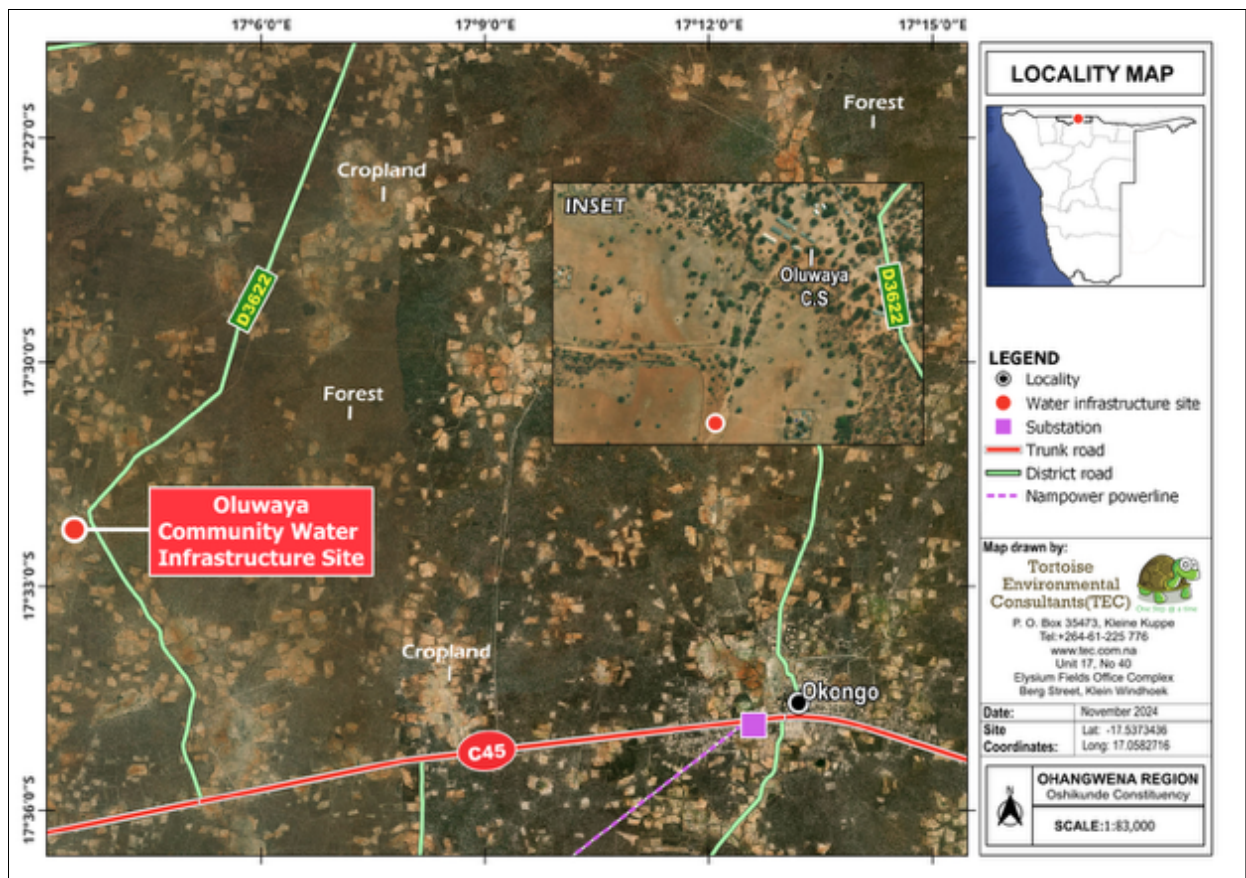 17°6'0"E
17°9'0"E
17°12'0"E
17°15'0"E
17°27'0"S
17°30'0"S
17°33'0"S
17°36'0"S
Forest
Cropland
INSET
Oluwaya
C.S
D3622
D3622
Forest
Oluwaya
Community Water
Infrastructure Site
Cropland
Okongo
C45
LOCALITY MAP
LEGEND
Locality
Water infrastructure site
Substation
Trunk road
District road
Nampower powerline
Map drawn by:
Tortoise
Environmental
Consultants(TEC)
One Step @ a time
P. O. Box 35473, Kleine Kuppe
Tel:+264-61-225 776
www.tec.com.na
Unit 17, No 40
Elysium Fields Office Complex
Berg Street, Klein Windhoek
Date: November 2024
Site Lat: -17.5373436
Coordinates: Long: 17.0582716
N
OHANGWENA REGION
Oshikunde Constituency
SCALE:1:83,000